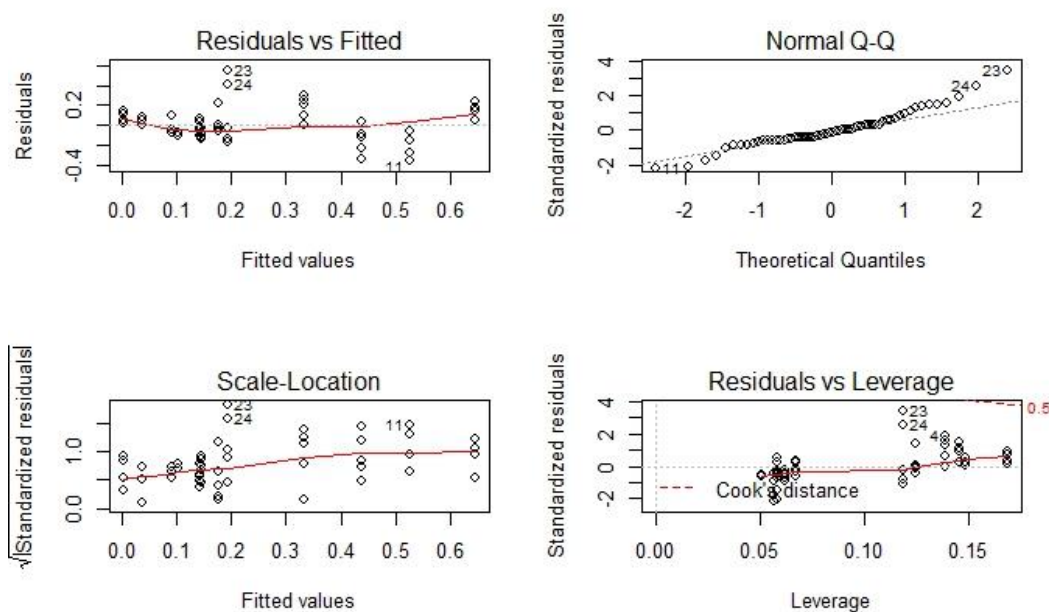 Residuals vs Fitted
Residuals
0.2
-0.4
23
24
11
0.0 0.1 0.2 0.3 0.4 0.5 0.6
Fitted values
Normal Q-Q
Standardized residuals
4
2
0
-2
23
24
11
-2 -1 0 1 2
Theoretical Quantiles
Scale-Location
√|Standardized residuals|
1.0
0.0
23
24
11
0.0 0.1 0.2 0.3 0.4 0.5 0.6
Fitted values
Residuals vs Leverage
Standardized residuals
4
2
0
-2
0.5
23
24
4
Cook's distance
0.00 0.05 0.10 0.15
Leverage